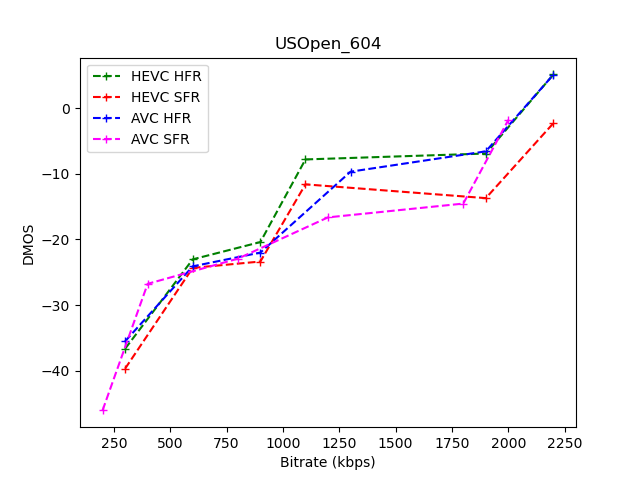 USOpen_604
HEVC HFR
HEVC SFR
AVC HFR
AVC SFR
DMOS
0
−10
−20
−30
−40
250 500 750 1000 1250 1500 1750 2000 2250
Bitrate (kbps)